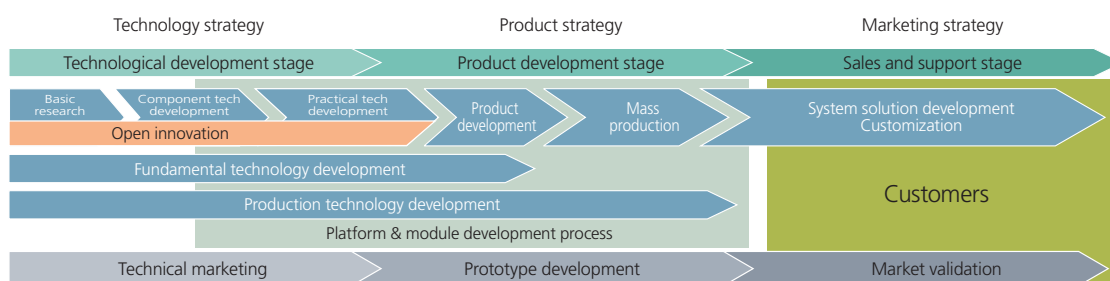 Technology strategy
Product strategy
Marketing strategy
Technological development stage
Product development stage
Sales and support stage
Basic
research
Component tech
development
Practical tech
development
Product
development
Mass
production
System solution development
Customization
Open innovation
Fundamental technology development
Production technology development
Customers
Platform & module development process
Technical marketing
Prototype development
Market validation